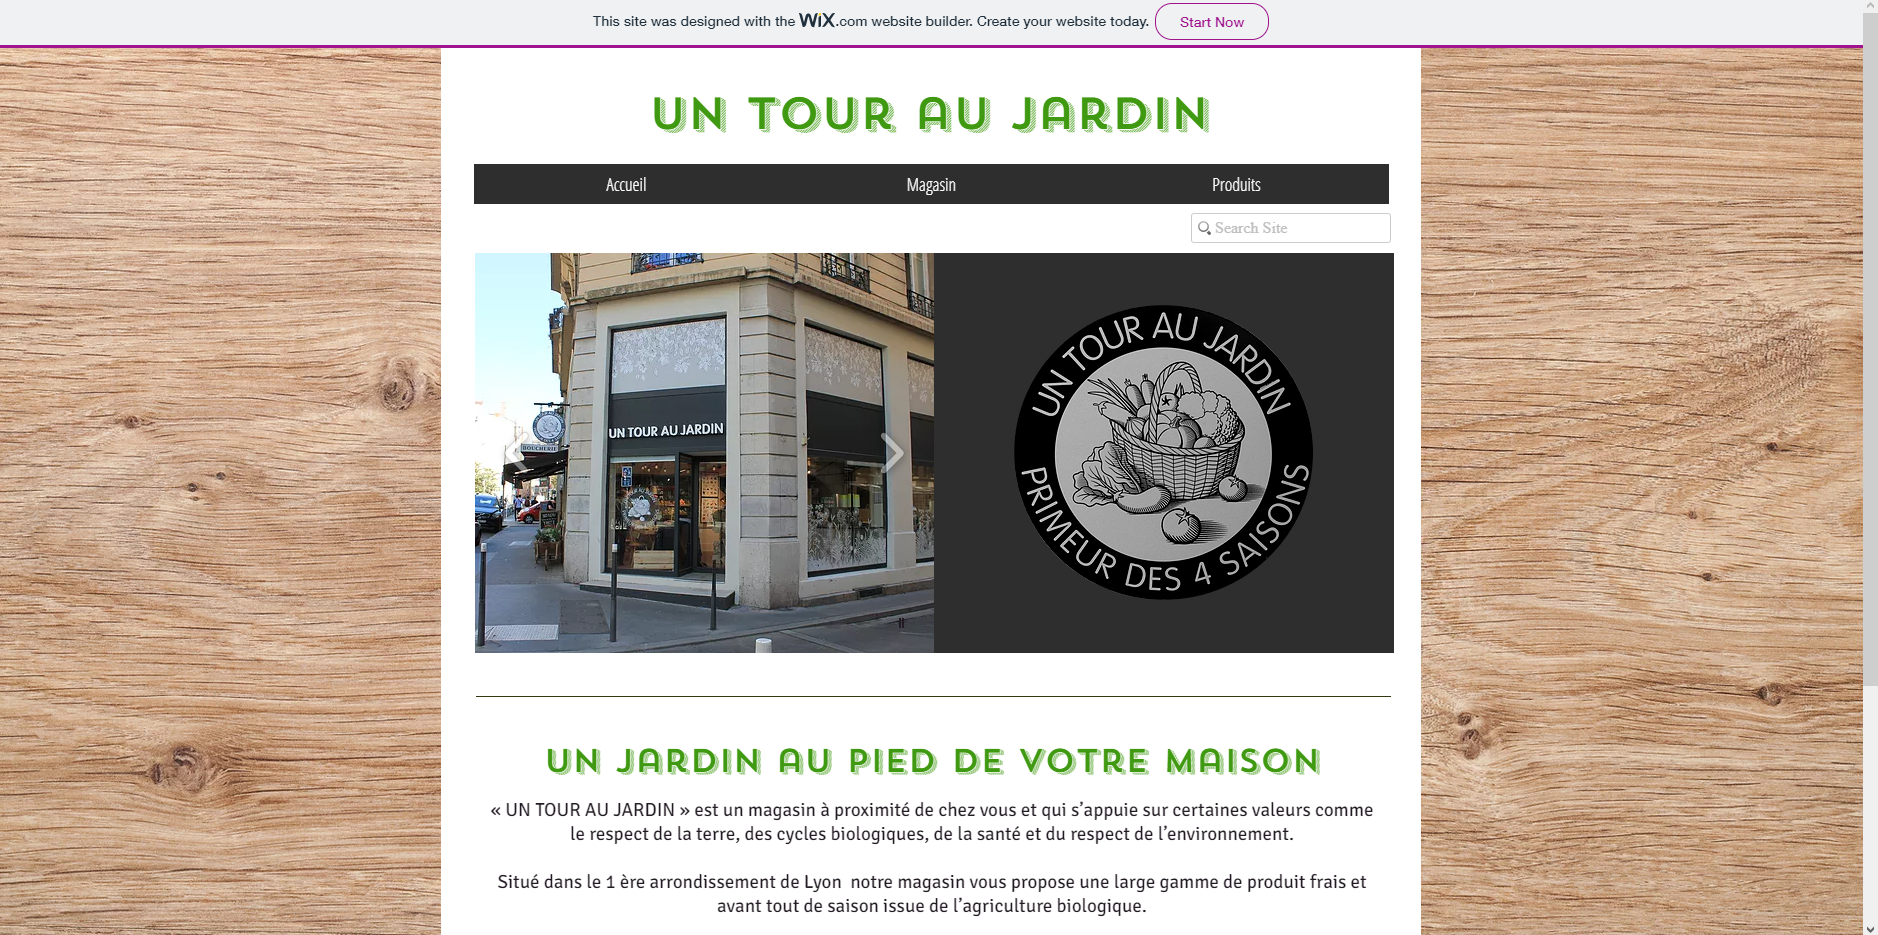 This site was designed with the WiX.com website builder. Create your website today. Start Now
UN TOUR AU JARDIN
Accueil Magasin Produits
Search Site
BOUCHERIE
UN TOUR AU JARDIN
UN TOUR AU JARDIN
PRIMEUR DES 4 SAISONS
UN JARDIN AU PIED DE VOTRE MAISON
« UN TOUR AU JARDIN » est un magasin à proximité de chez vous et qui s’appuie sur certaines valeurs comme
le respect de la terre, des cycles biologiques, de la santé et du respect de l’environnement.
Situé dans le 1 ère arrondissement de Lyon  notre magasin vous propose une large gamme de produit frais et
avant tout de saison issue de l’agriculture biologique.